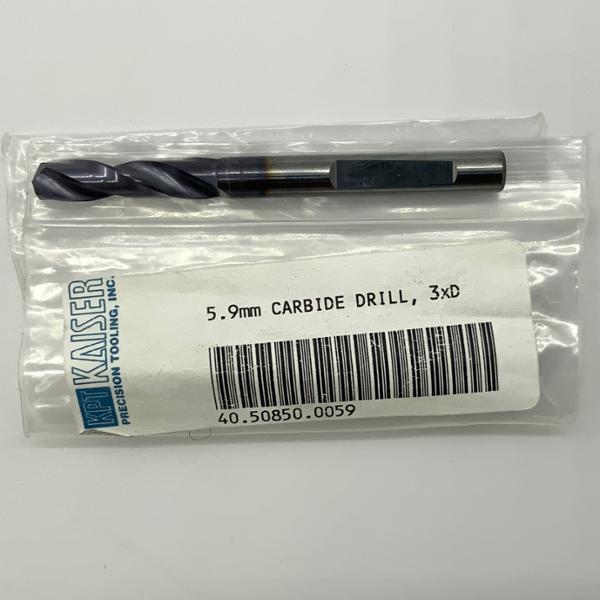 KPT KAISER
PRECISION TOOLING, INC.
5.9mm CARBIDE DRILL, 3xD
40.50850.0059